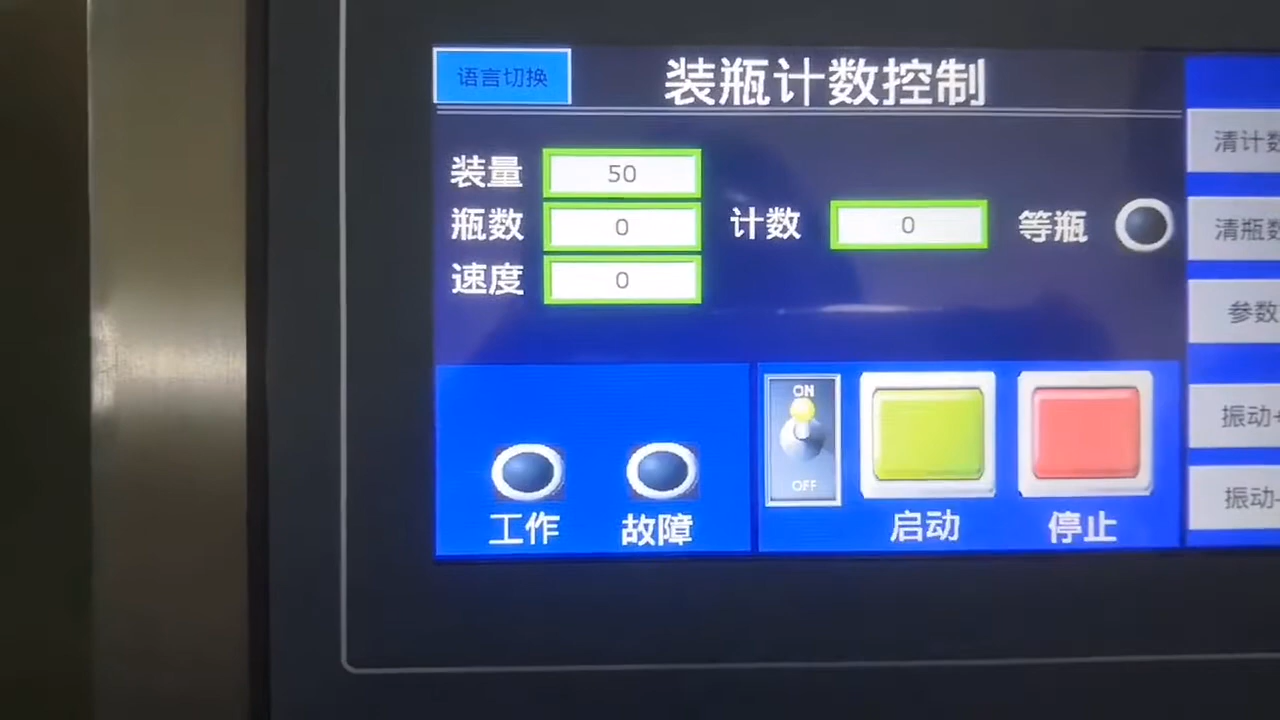 语言切换
装瓶计数控制
装量 50
瓶数 0
计数 0
等瓶
速度 0
清计数
清瓶数
参数
振动
振动
ON
OFF
工作
故障
启动
停止